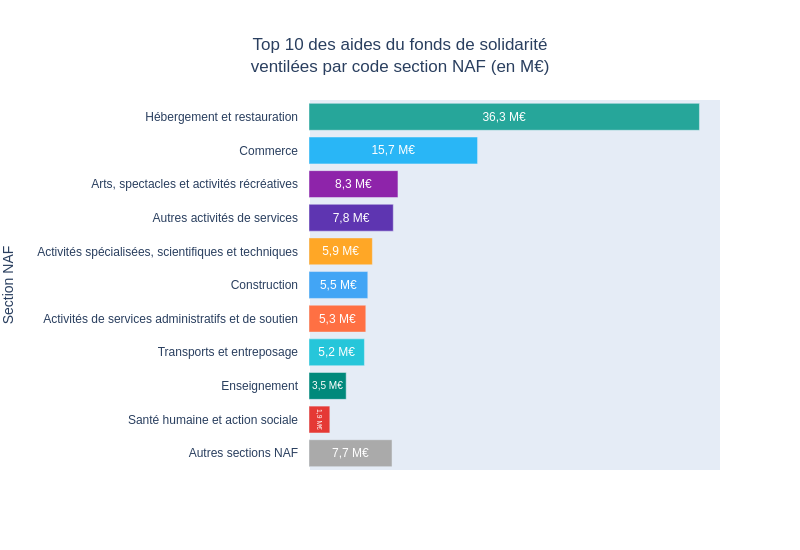 Top 10 des aides du fonds de solidarité
ventilées par code section NAF (en M€)
Section NAF
Hébergement et restauration 36,3 M€
Commerce 15,7 M€
Arts, spectacles et activités récréatives 8,3 M€
Autres activités de services 7,8 M€
Activités spécialisées, scientifiques et techniques 5,9 M€
Construction 5,5 M€
Activités de services administratifs et de soutien 5,3 M€
Transports et entreposage 5,2 M€
Enseignement 3,5 M€
Santé humaine et action sociale 1,9 M€
Autres sections NAF 7,7 M€